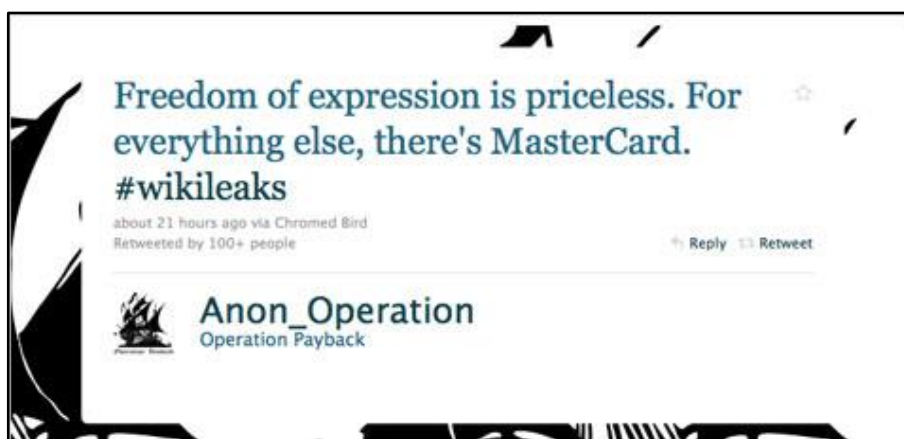 Freedom of expression is priceless. For
everything else, there's MasterCard.
#wikileaks
about 21 hours ago via Chromed Bird
Retweeted by 100+ people
Reply Retweet
Anon_Operation
Operation Payback